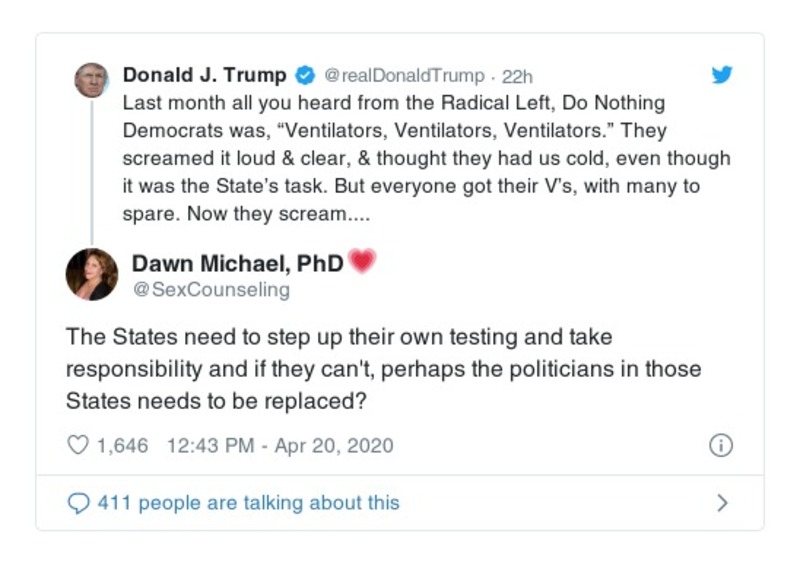 Donald J. Trump @realDonaldTrump · 22h
Last month all you heard from the Radical Left, Do Nothing
Democrats was, “Ventilators, Ventilators, Ventilators.” They
screamed it loud & clear, & thought they had us cold, even though
it was the State’s task. But everyone got their V’s, with many to
spare. Now they scream....
Dawn Michael, PhD
@SexCounseling
The States need to step up their own testing and take
responsibility and if they can't, perhaps the politicians in those
States needs to be replaced?
1,646 12:43 PM - Apr 20, 2020
411 people are talking about this